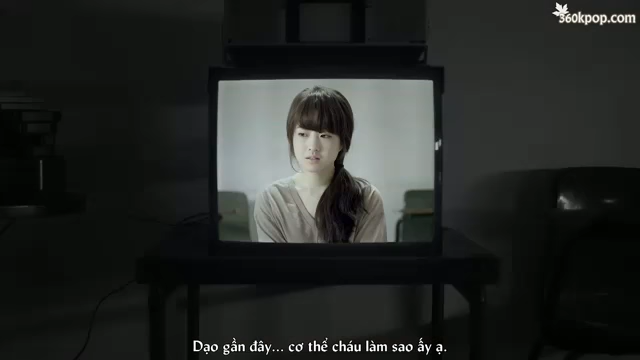 360kpop.com
Dạo gần đây... cơ thể cháu làm sao ấy ạ.